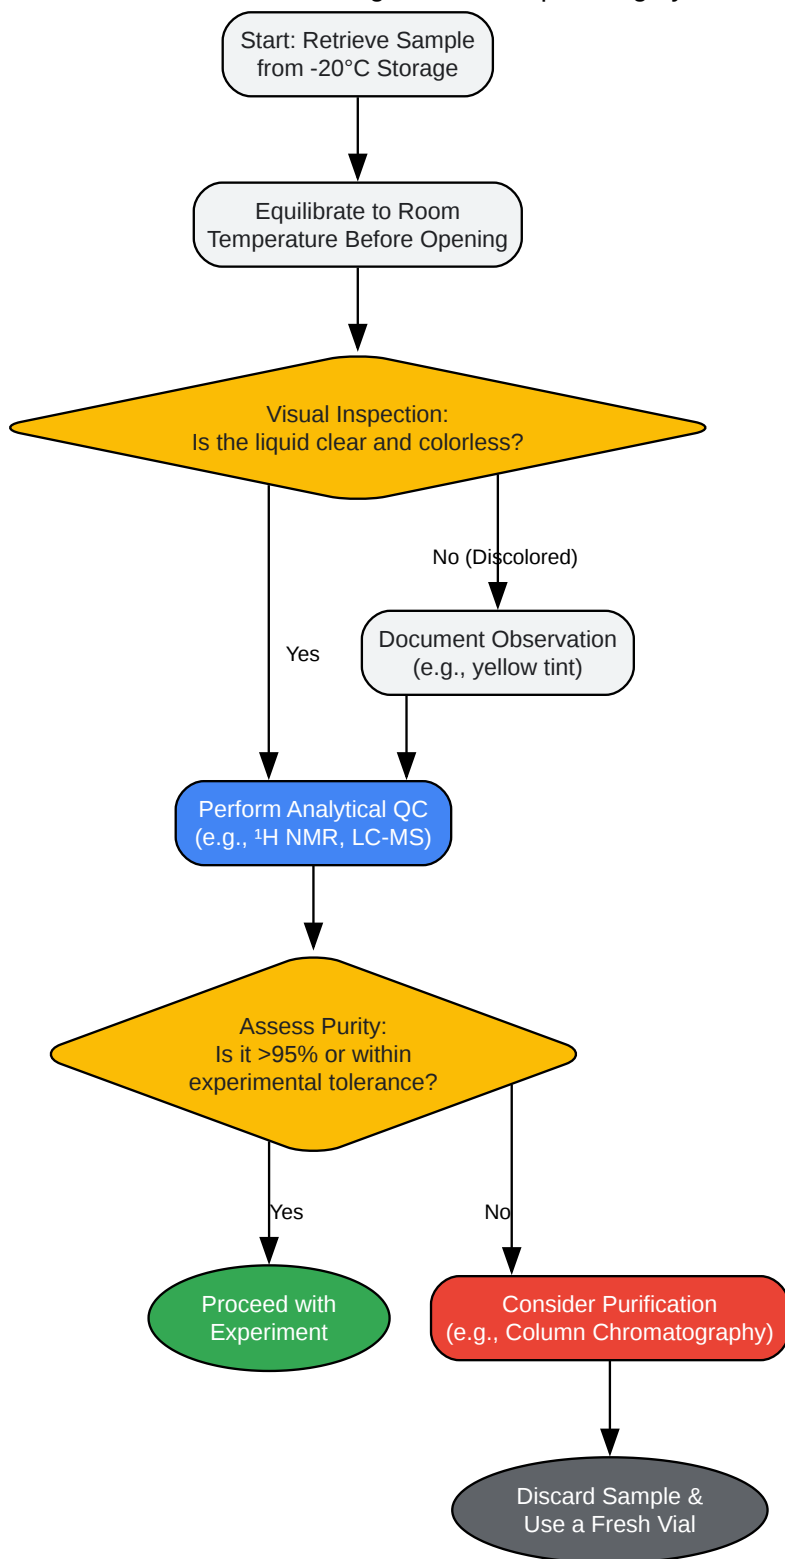 Start: Retrieve Sample
from -20°C Storage
Equilibrate to Room
Temperature Before Opening
Visual Inspection:
Is the liquid clear and colorless?
No (Discolored)
Document Observation
(e.g., yellow tint)
Yes
Perform Analytical QC
(e.g., ¹H NMR, LC-MS)
Assess Purity:
Is it >95% or within
experimental tolerance?
Yes
No
Proceed with
Experiment
Consider Purification
(e.g., Column Chromatography)
Discard Sample &
Use a Fresh Vial